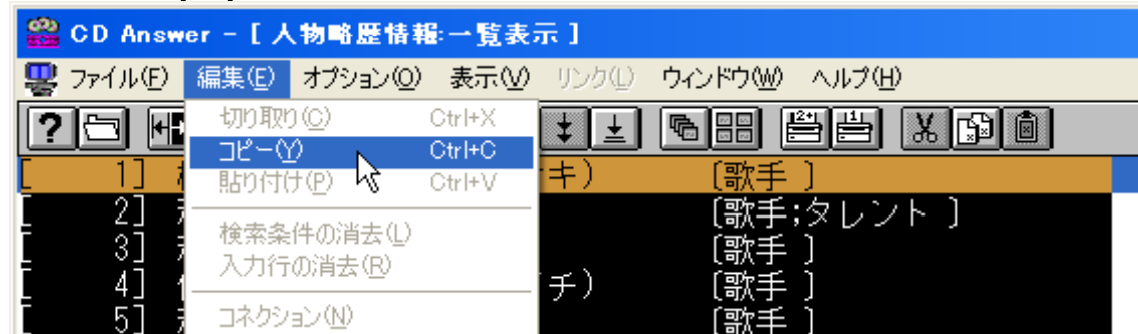 CD Answer - [ 人物略歴情報:一覧表示 ]
ファイル(F) 編集(E) オプション(O) 表示(V) リンク(L) ウィンドウ(W) ヘルプ(H)
切り取り(C) Ctrl+X
コピー(Y) Ctrl+C
貼り付け(P) Ctrl+V
検索条件の消去(L)
入力行の消去(R)
コネクション(N)
[ 1] キ) [歌手 ]
[ 2] [歌手;タレント ]
[ 3] [歌手 ]
[ 4] チ) [歌手 ]
[ 5] [歌手 ]